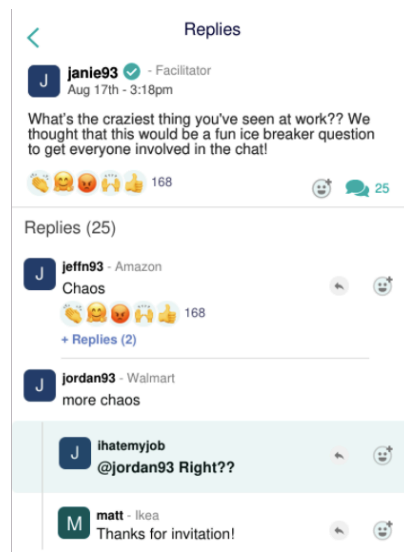 Replies
J
janie93 - Facilitator
Aug 17th - 3:18pm
What's the craziest thing you've seen at work?? We
thought that this would be a fun ice breaker question
to get everyone involved in the chat!
168
25
Replies (25)
J
jeffn93 - Amazon
Chaos
168
+ Replies (2)
J
jordan93 - Walmart
more chaos
J
ihatemyjob
@jordan93 Right??
M
matt - Ikea
Thanks for invitation!